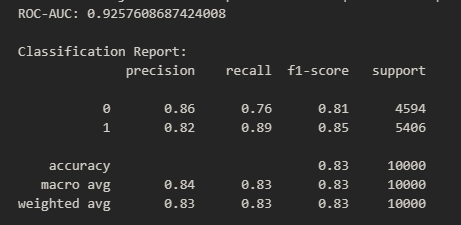 ROC-AUC: 0.9257608687424008
Classification Report:
precision recall f1-score support
0 0.86 0.76 0.81 4594
1 0.82 0.89 0.85 5406
accuracy 0.83 10000
macro avg 0.84 0.83 0.83 10000
weighted avg 0.83 0.83 0.83 10000